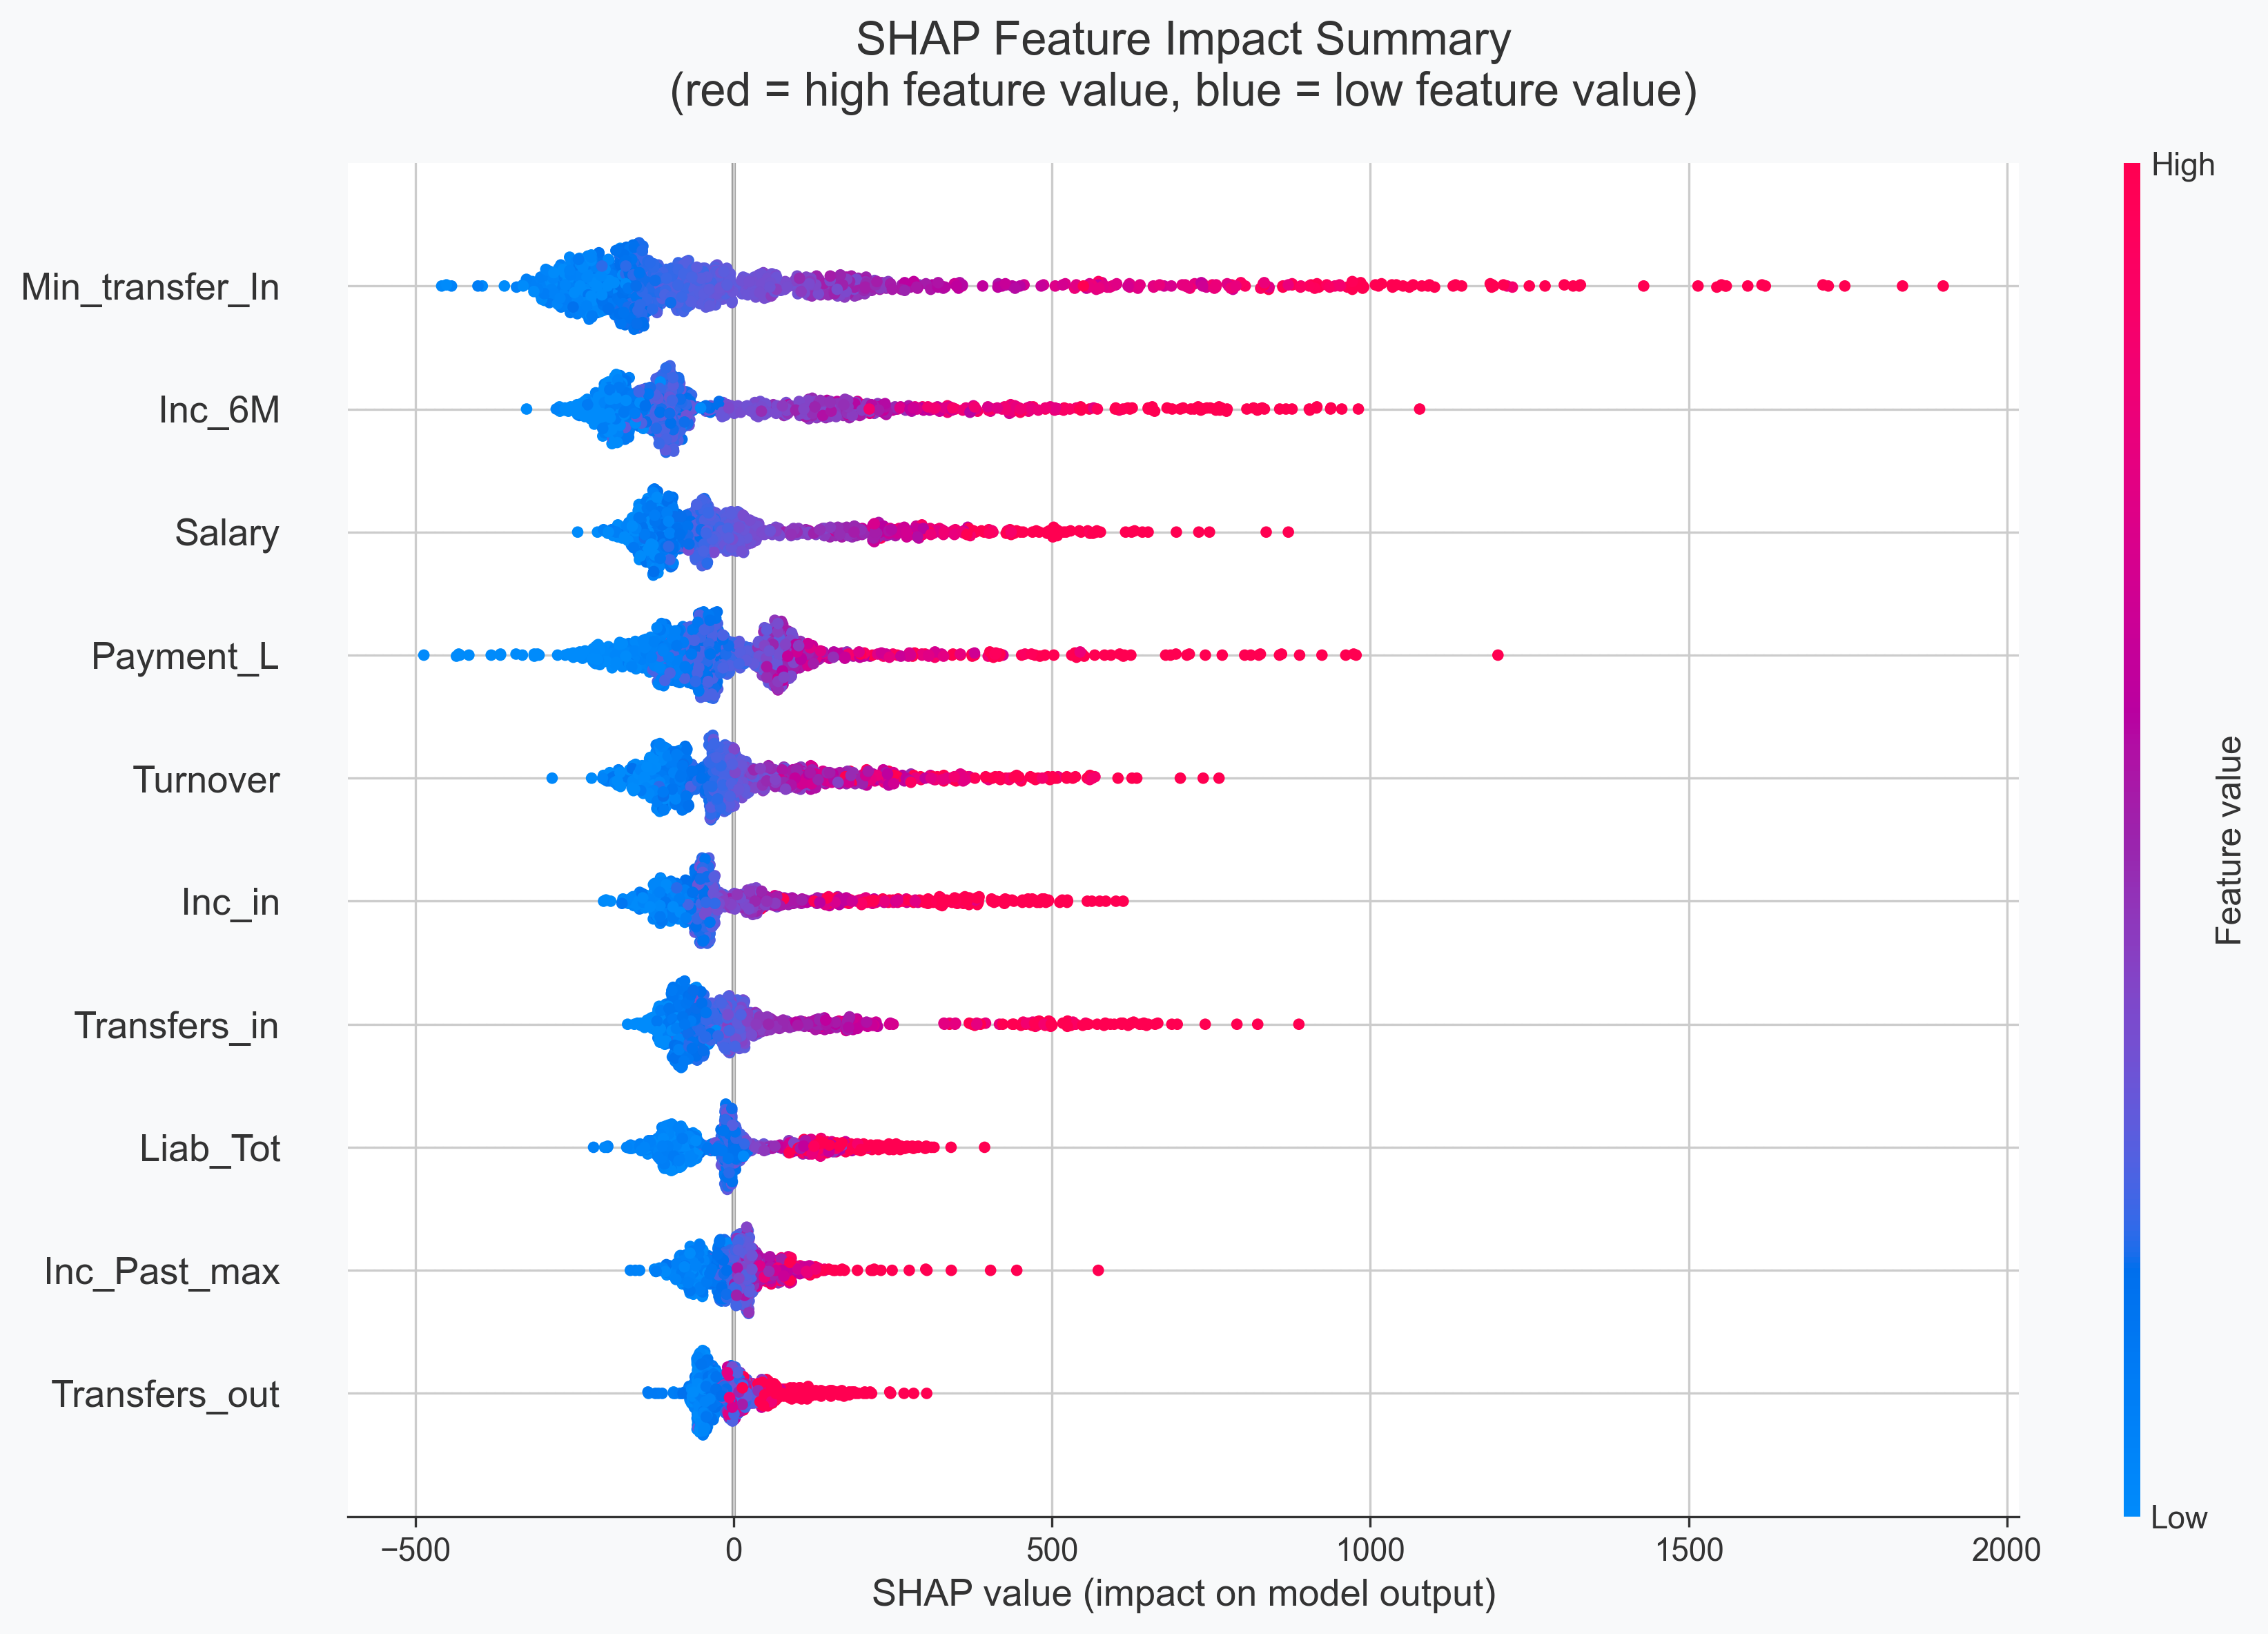 SHAP Feature Impact Summary
(red = high feature value, blue = low feature value)
High
Min_transfer_In
Inc_6M
Salary
Payment_L
Turnover
Inc_in
Transfers_in
Liab_Tot
Inc_Past_max
Transfers_out
Feature value
Low
−500
0
500
1000
1500
2000
SHAP value (impact on model output)